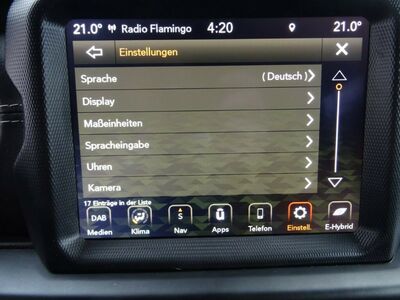 21.0° Radio Flamingo 4:20 21.0°
Einstellungen
Sprache (Deutsch)
Display
Maßeinheiten
Spracheingabe
Uhren
Kamera
17 Einträge in der Liste
DAB S
Medien Klima Nav Apps Telefon Einstell. E-Hybrid